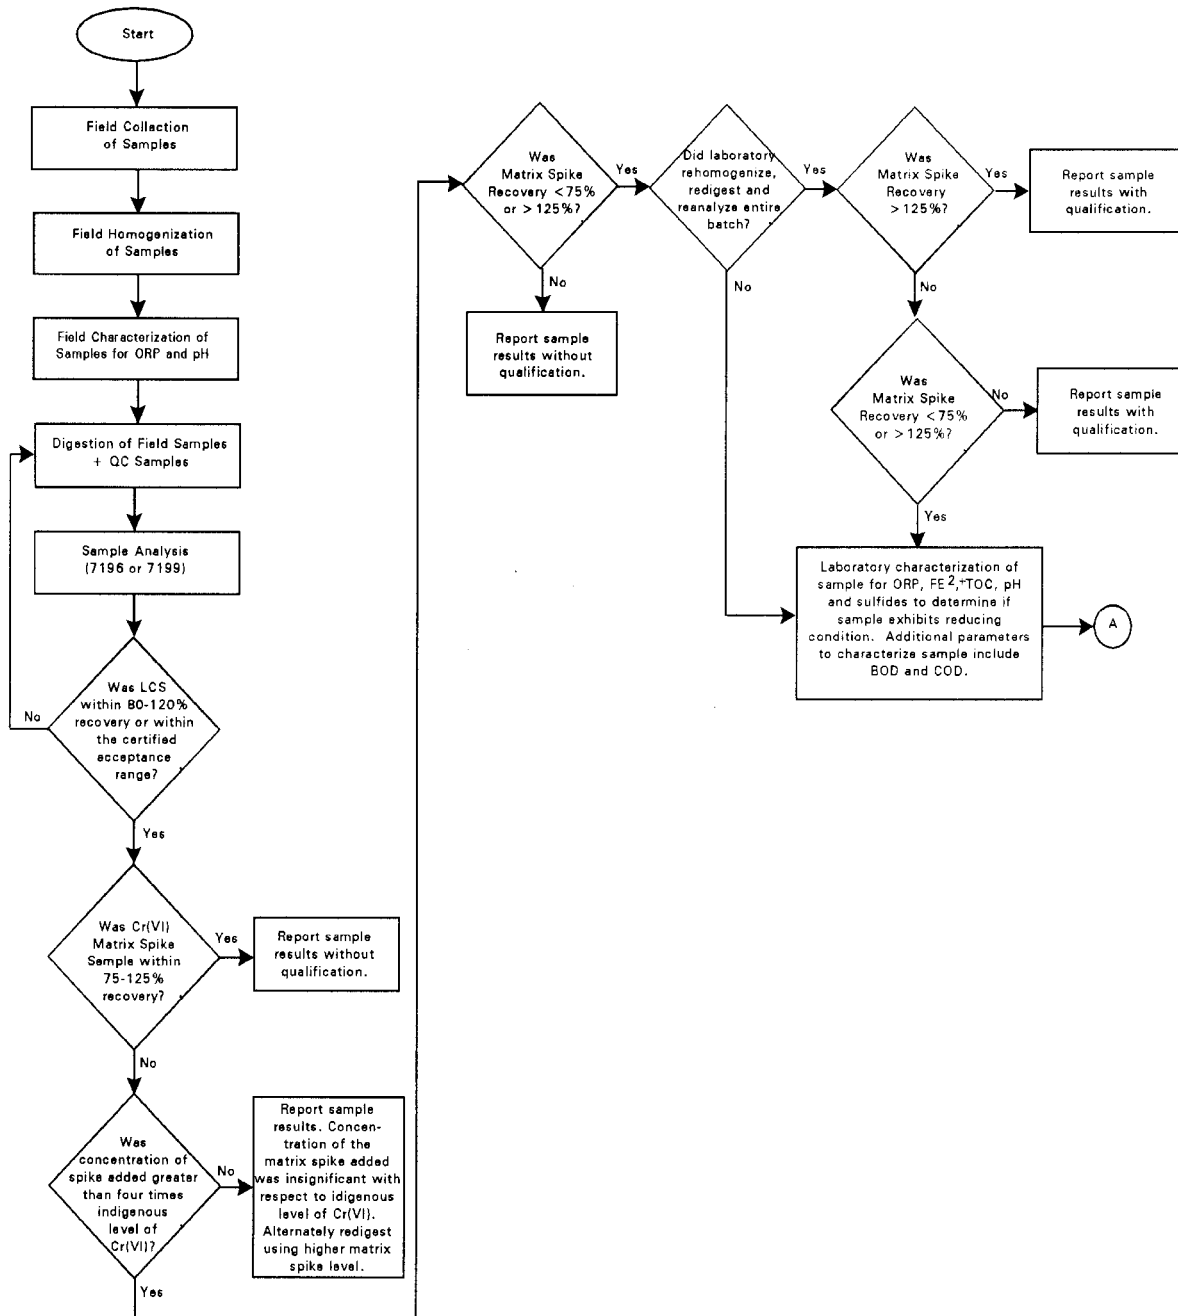 Start
Field Collection
of Samples
Field Homogenization
of Samples
Field Characterization of
Samples for ORP and pH
Digestion of Field Samples
+ QC Samples
Sample Analysis
(7196 or 7199)
Was LCS
within 80-120%
recovery or within
the certified
acceptance
range?
No
Yes
Was Cr(VI)
Matrix Spike
Sample within
75-125%
recovery?
Yes
Report sample
results without
qualification.
No
Was
concentration of
spike added greater
than four times
indigenous
level of
Cr(VI)?
No
Report sample
results. Concen-
tration of the
matrix spike added
was insignificant with
respect to idigenous
level of Cr(VI).
Alternately redigest
using higher matrix
spike level.
Yes
Was
Matrix Spike
Recovery <75%
or >125%?
Yes
No
Report sample
results without
qualification.
Did laboratory
rehomogenize,
redigest and
reanalyze entire
batch?
Yes
No
Was
Matrix Spike
Recovery
>125%?
Yes
Report sample
results with
qualification.
No
Was
Matrix Spike
Recovery <75%
or >125%?
No
Report sample
results with
qualification.
Yes
Laboratory characterization of
sample for ORP, FE2,+TOC, pH
and sulfides to determine if
sample exhibits reducing
condition. Additional parameters
to characterize sample include
BOD and COD.
A